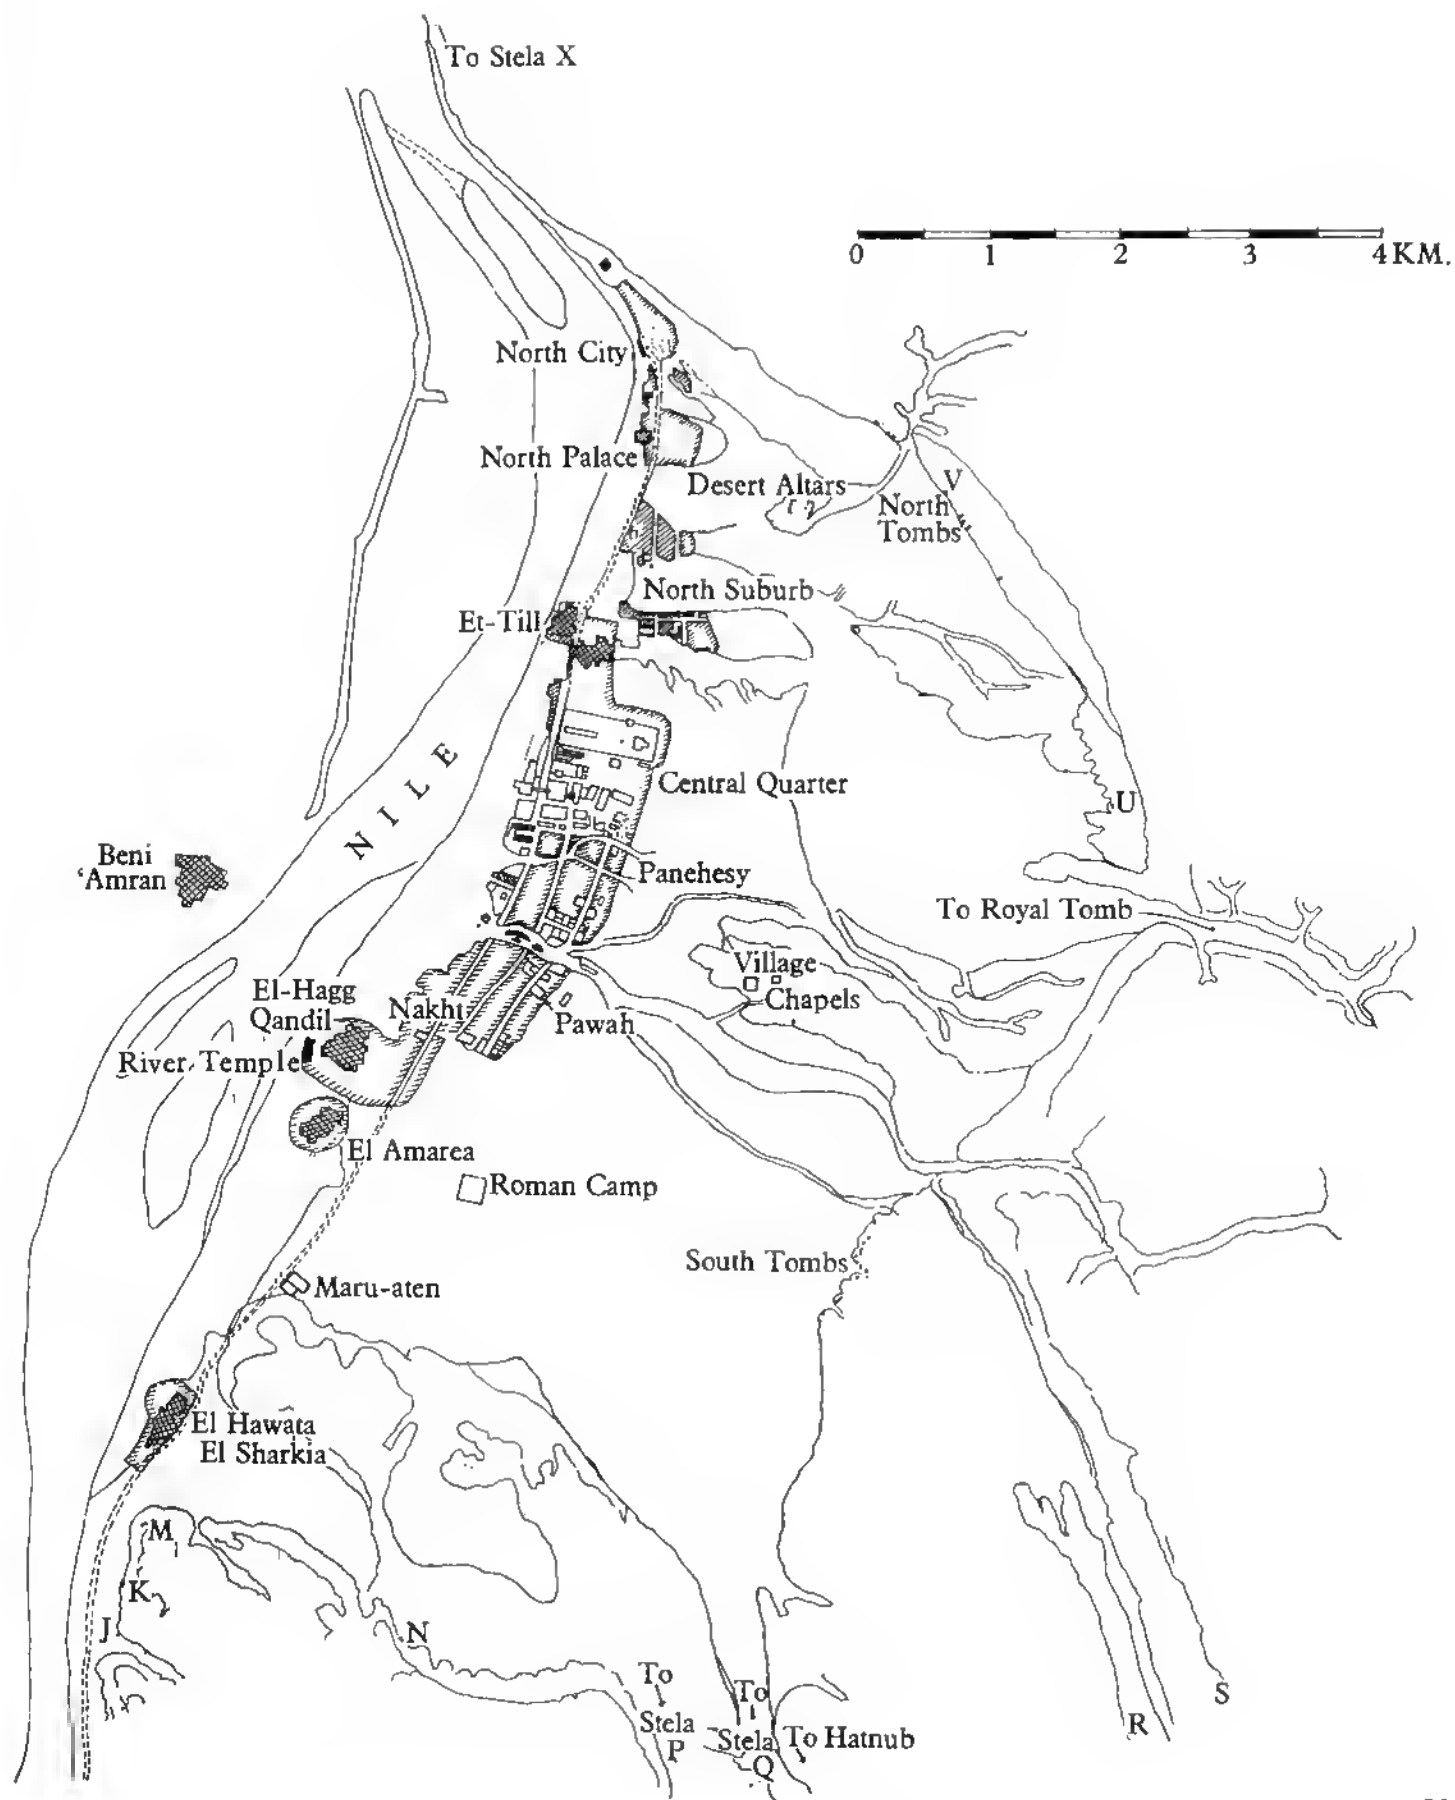 To Stela X
0 1 2 3 4 KM.
North City
North Palace
Desert Altars
V
North
Tombs
North Suburb
Et-Till
NILE
Central Quarter
U
Beni
‘Amran
Panehesy
To Royal Tomb
Village
Chapels
El-Hagg
Qandil
Nakht
Pawah
River Temple
El Amarea
Roman Camp
South Tombs
Maru-aten
El Hawata
El Sharkia
M
K
J
N
To
Stela
P
To
Stela
Q
To Hatnub
R
S